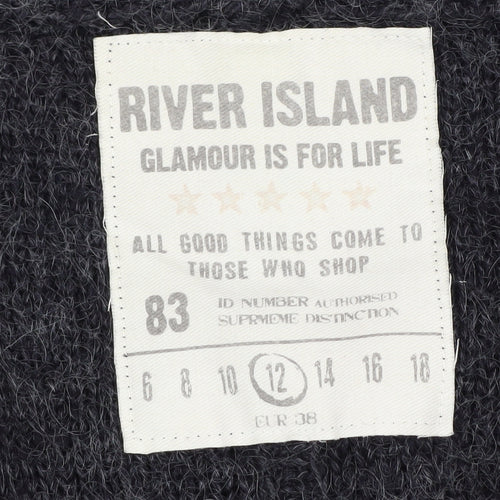 RIVER ISLAND
GLAMOUR IS FOR LIFE
ALL GOOD THINGS COME TO
THOSE WHO SHOP
83 ID NUMBER AUTHORISED
SUPRMEME DISTINCTION
6 8 10 12 14 16 18
EUR 38